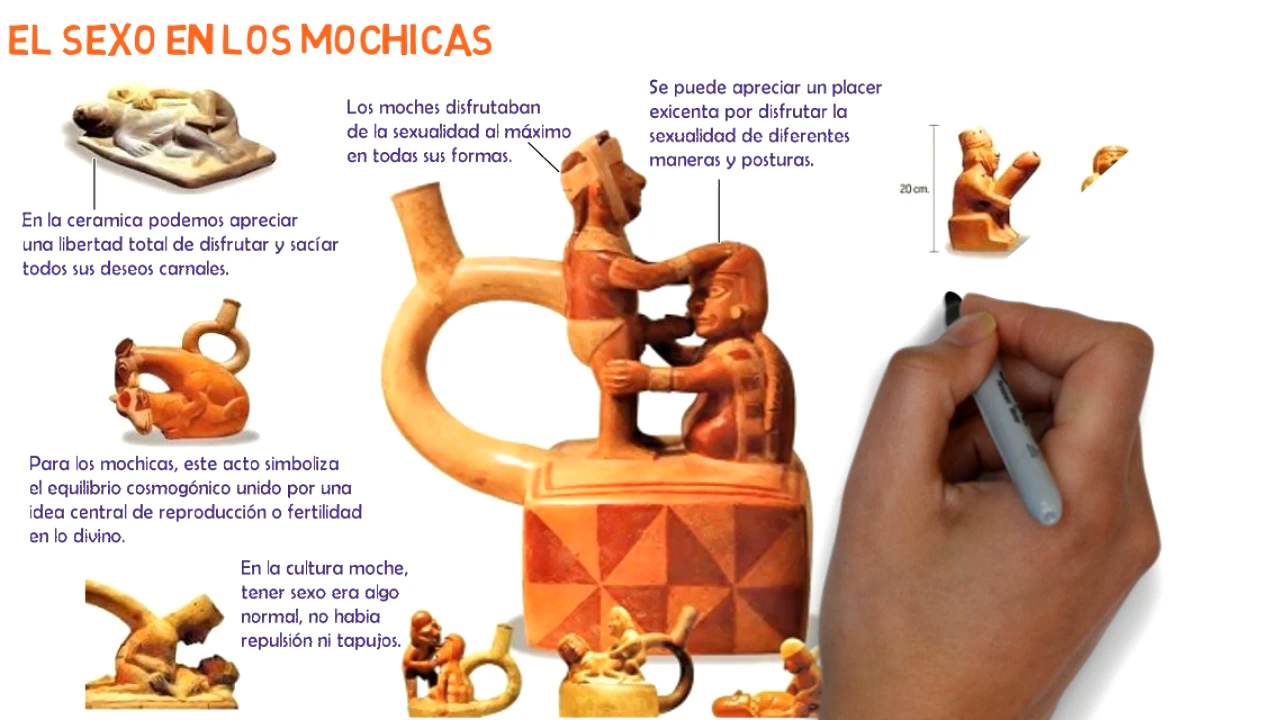 EL SEXO EN LOS MOCHICAS
Los moches disfrutaban
de la sexualidad al máximo
en todas sus formas.
Se puede apreciar un placer
exicenta por disfrutar la
sexualidad de diferentes
maneras y posturas.
20 cm.
En la ceramica podemos apreciar
una libertad total de disfrutar y sacíar
todos sus deseos carnales.
Para los mochicas, este acto simboliza
el equilibrio cosmogónico unido por una
idea central de reproducción o fertilidad
en lo divino.
En la cultura moche,
tener sexo era algo
normal, no habia
repulsión ni tapujos.